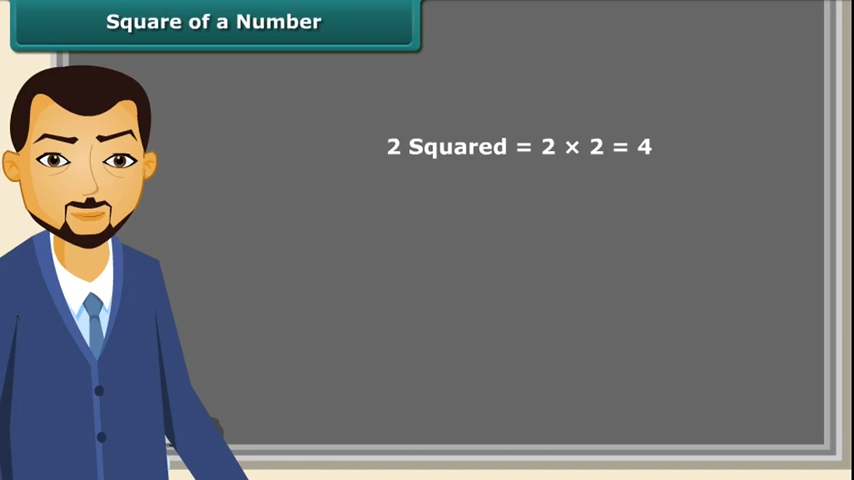 Square of a Number
2 Squared = 2 × 2 = 4